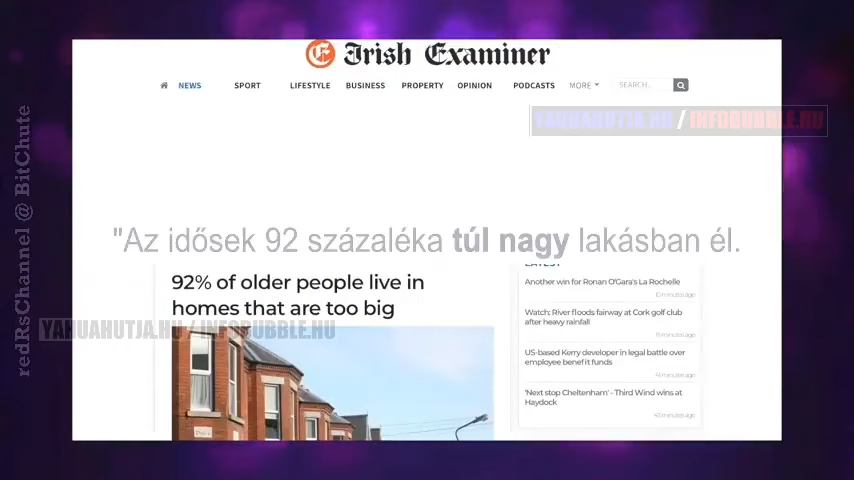 Irish Examiner
NEWS SPORT LIFESTYLE BUSINESS PROPERTY OPINION PODCASTS MORE SEARCH..
YAHUAHUTJA.HU / INFOBUBBLE.HU
redRsChannel @ BitChute
"Az idősek 92 százaléka túl nagy lakásban él.
92% of older people live in
homes that are too big
YAHUAHUTJA.HU / INFOBUBBLE.HU
LATEST
Another win for Ronan O'Gara's La Rochelle
Watch: River floods fairway at Cork golf club
after heavy rainfall
US-based Kerry developer in legal battle over
employee benefit funds
'Next stop Cheltenham' - Third Wind wins at
Haydock